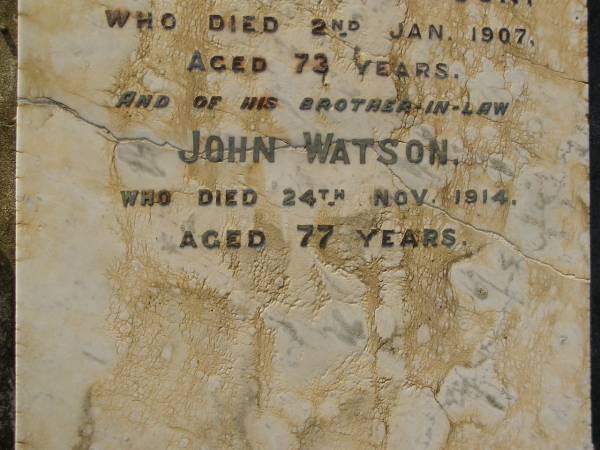 WHO DIED 2ND JAN. 1907,
AGED 73 YEARS.
AND OF HIS BROTHER-IN-LAW
JOHN WATSON,
WHO DIED 24TH NOV. 1914,
AGED 77 YEARS.